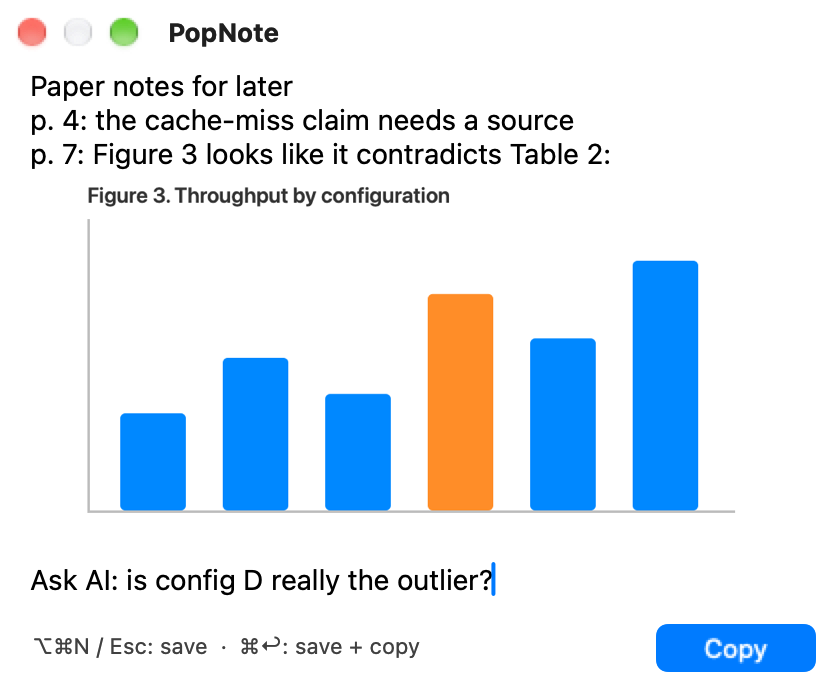 PopNote
Paper notes for later
p. 4: the cache-miss claim needs a source
p. 7: Figure 3 looks like it contradicts Table 2:
Figure 3. Throughput by configuration
Ask AI: is config D really the outlier?
⌥⌘N / Esc: save · ⌘↩: save + copy
Copy